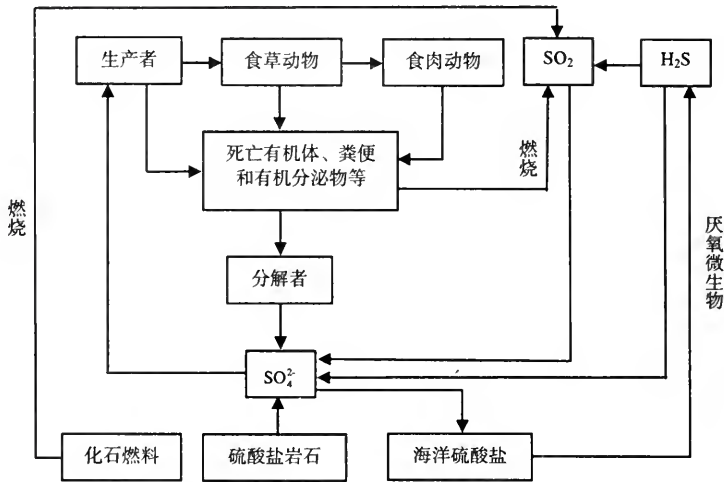 生产者
食草动物
食肉动物
SO₂
H₂S
死亡有机体、粪便
和有机分泌物等
燃烧
燃烧
厌氧微生物
分解者
SO₄²⁻
化石燃料
硫酸盐岩石
海洋硫酸盐